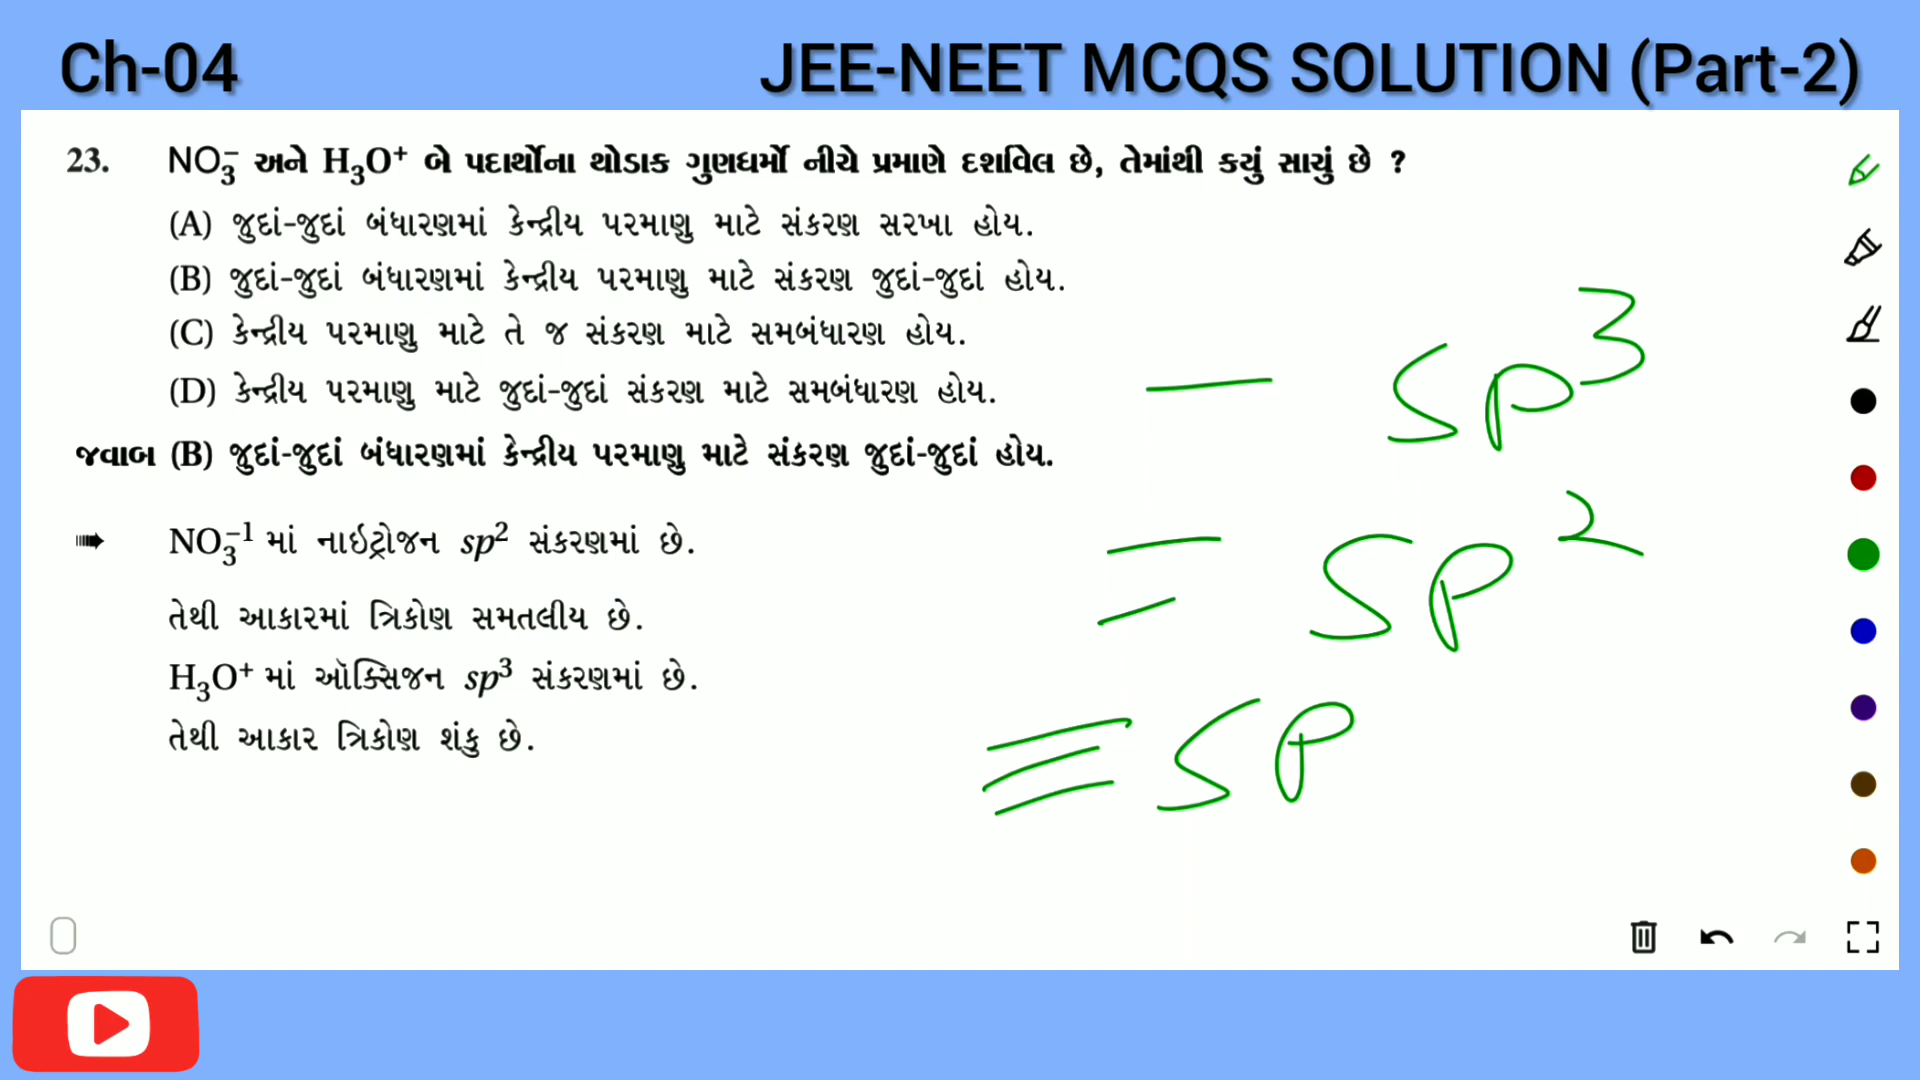 Ch-04 JEE-NEET MCQS SOLUTION (Part-2)
23. NO₃⁻ અને H₃O⁺ બે પદાર્થોના થોડાક ગુણધર્મો નીચે પ્રમાણે દર્શાવેલ છે, તેમાંથી કયું સાચું છે ?
(A) જુદાં-જુદાં બંધારણમાં કેન્દ્રીય પરમાણુ માટે સંકરણ સરખા હોય.
(B) જુદાં-જુદાં બંધારણમાં કેન્દ્રીય પરમાણુ માટે સંકરણ જુદાં-જુદાં હોય.
(C) કેન્દ્રીય પરમાણુ માટે તે જ સંકરણ માટે સમબંધારણ હોય.
(D) કેન્દ્રીય પરમાણુ માટે જુદાં-જુદાં સંકરણ માટે સમબંધારણ હોય.
જવાબ (B) જુદાં-જુદાં બંધારણમાં કેન્દ્રીય પરમાણુ માટે સંકરણ જુદાં-જુદાં હોય.
➠ NO₃⁻¹ માં નાઇટ્રોજન sp² સંકરણમાં છે.
તેથી આકારમાં ત્રિકોણ સમતલીય છે.
H₃O⁺ માં ઑક્સિજન sp³ સંકરણમાં છે.
તેથી આકાર ત્રિકોણ શંકુ છે.
— SP³
= SP²
≡ SP